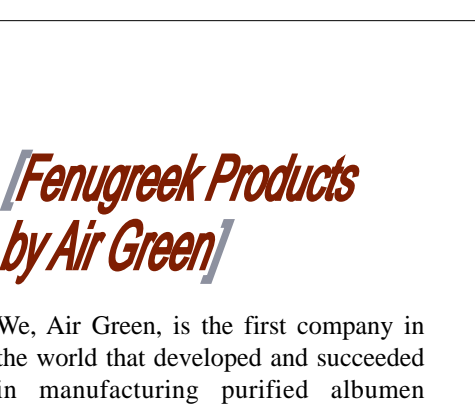 [Fenugreek Products
by Air Green]
We, Air Green, is the first company in
the world that developed and succeeded
in manufacturing purified albumen